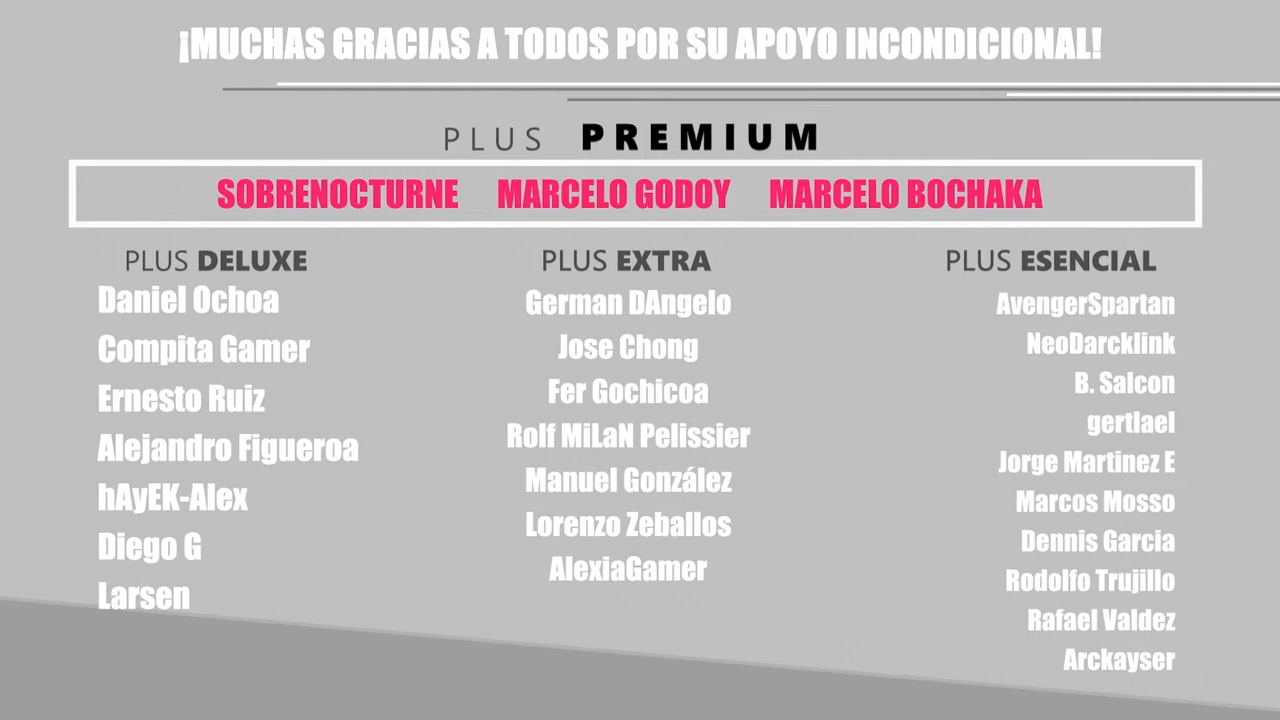 ¡MUCHAS GRACIAS A TODOS POR SU APOYO INCONDICIONAL!
PLUS PREMIUM
SOBRENOCTURNE MARCELO GODOY MARCELO BOCHAKA
PLUS DELUXE
Daniel Ochoa
Compita Gamer
Ernesto Ruiz
Alejandro Figueroa
hAyEK-Alex
Diego G
Larsen
PLUS EXTRA
German DAngelo
Jose Chong
Fer Gochicoa
Rolf MiLaN Pelissier
Manuel González
Lorenzo Zeballos
AlexiaGamer
PLUS ESENCIAL
AvengerSpartan
NeoDarcklink
B. Salcon
gertlael
Jorge Martinez E
Marcos Mosso
Dennis Garcia
Rodolfo Trujillo
Rafael Valdez
Arckayser